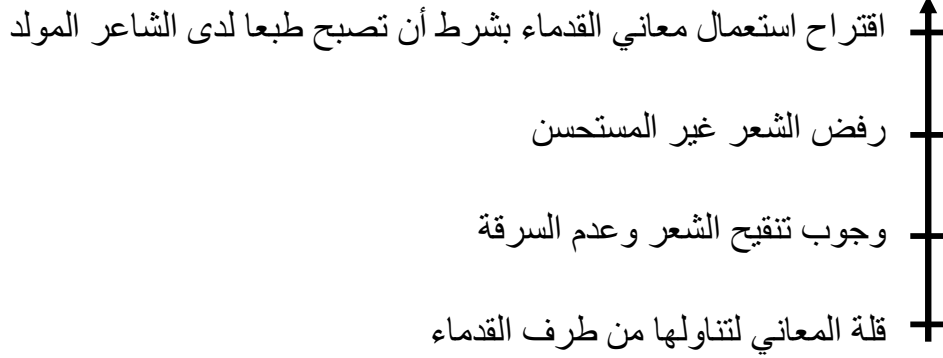 اقتراح استعمال معاني القدماء بشرط أن تصبح طبعا لدى الشاعر المولد
رفض الشعر غير المستحسن
وجوب تنقيح الشعر وعدم السرقة
قلة المعاني لتناولها من طرف القدماء